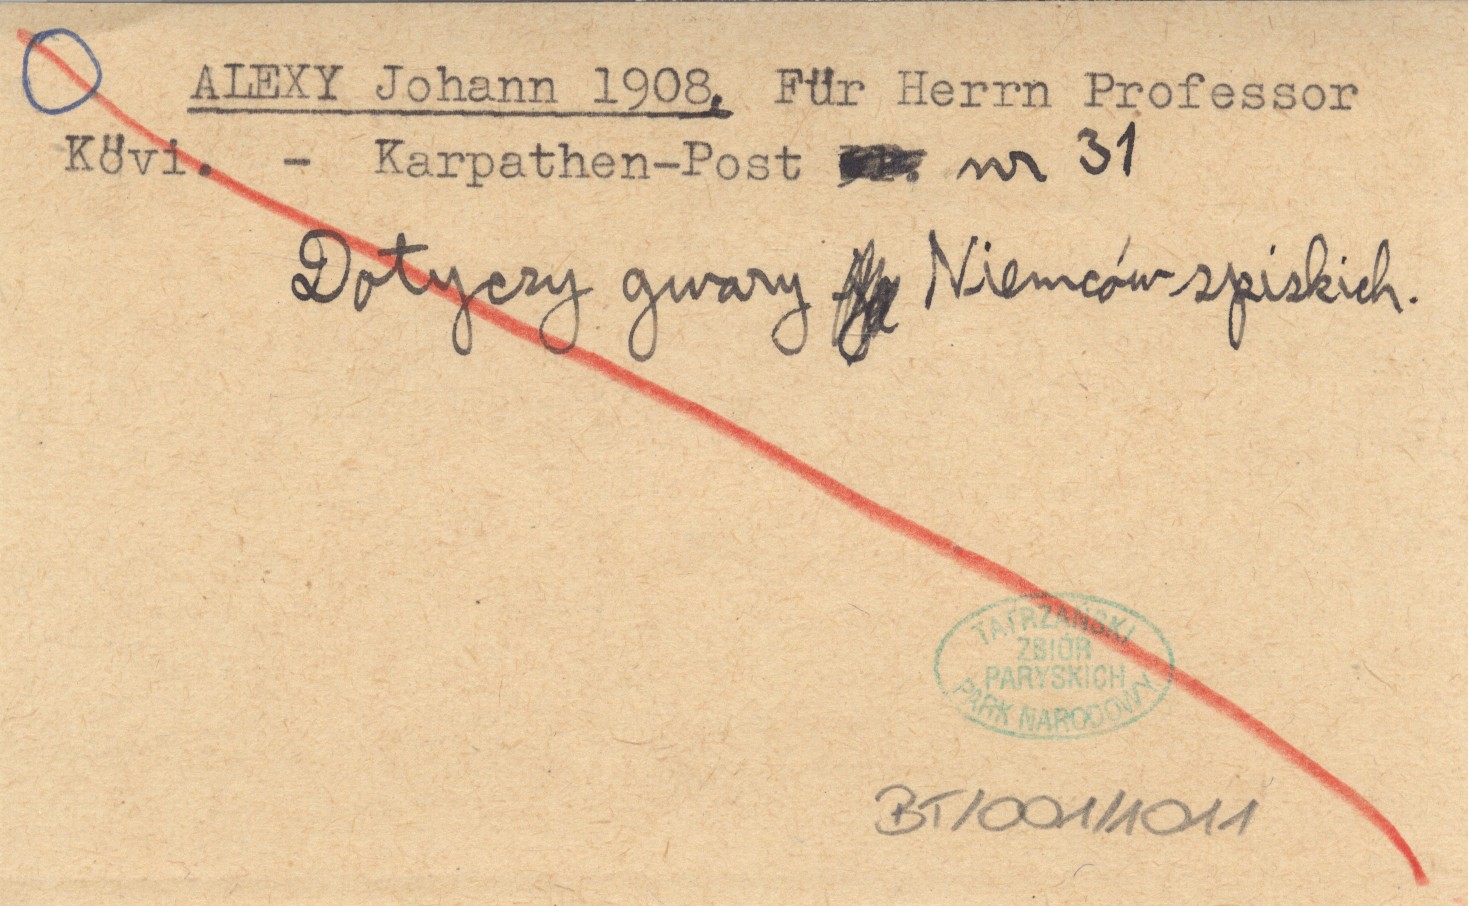 ALEXY Johann 1908. Für Herrn Professor
Kövi. - Karpathen-Post nr 31
Dotyczy gwary Niemców spiskich.
TATRZAŃSKI
ZBIÓR
PARYSKICH
PARK NARODOWY
BT/001/1011